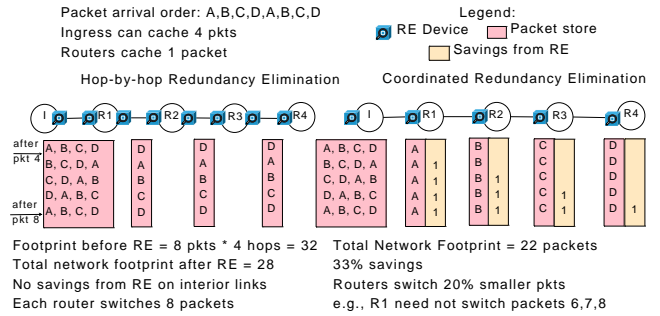 Packet arrival order: A,B,C,D,A,B,C,D
Ingress can cache 4 pkts
Routers cache 1 packet
Legend:
RE Device
Packet store
Savings from RE
Hop-by-hop Redundancy Elimination
I R1 R2 R3 R4
after pkt 4
A, B, C, D D D D
B, C, D, A A A A
C, D, A, B B B B
D, A, B, C C C C
after pkt 8
A, B, C, D D D D
Footprint before RE = 8 pkts * 4 hops = 32
Total network footprint after RE = 28
No savings from RE on interior links
Each router switches 8 packets
Coordinated Redundancy Elimination
I R1 R2 R3 R4
A, B, C, D A B C D
B, C, D, A A 1 B C D
C, D, A, B A 1 B 1 C D
D, A, B, C A 1 B 1 C 1 D
A, B, C, D A 1 B 1 C 1 D 1
Total Network Footprint = 22 packets
33% savings
Routers switch 20% smaller pkts
e.g., R1 need not switch packets 6,7,8